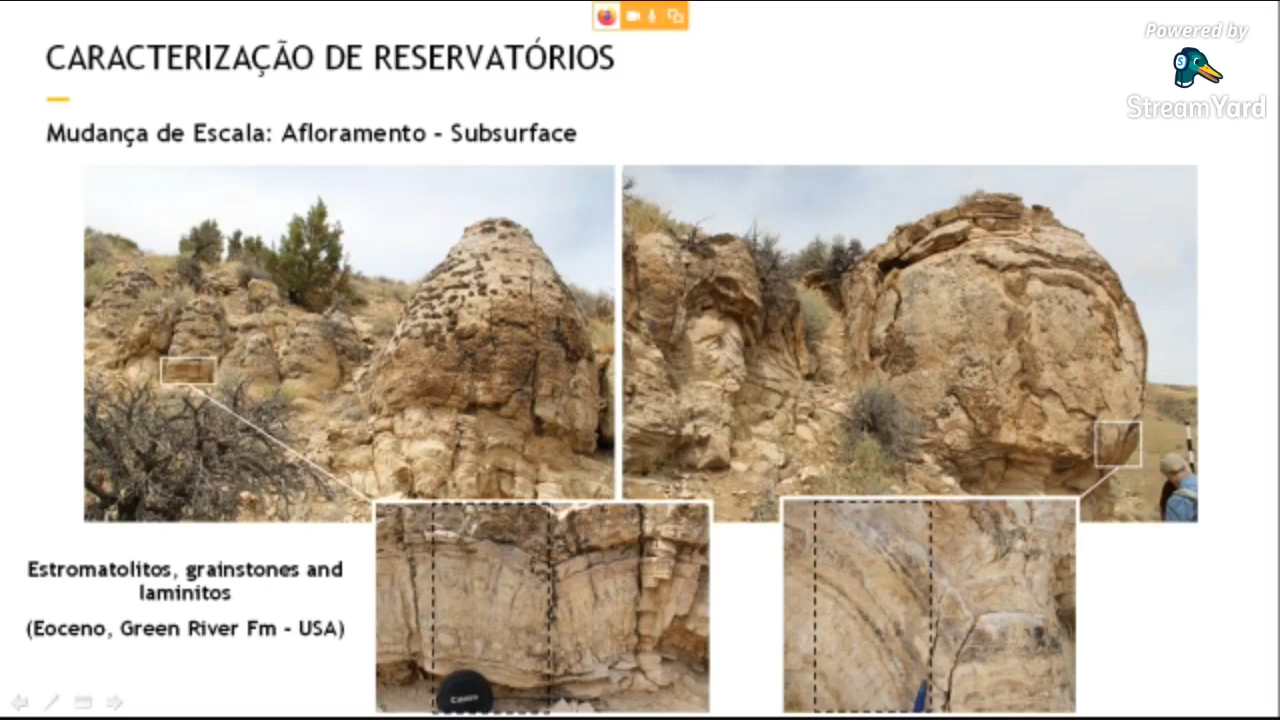 CARACTERIZAÇÃO DE RESERVATÓRIOS
Powered by
StreamYard
Mudança de Escala: Afloramento - Subsurface
Estromatolitos, grainstones and
laminitos
(Eoceno, Green River Fm - USA)
Canon